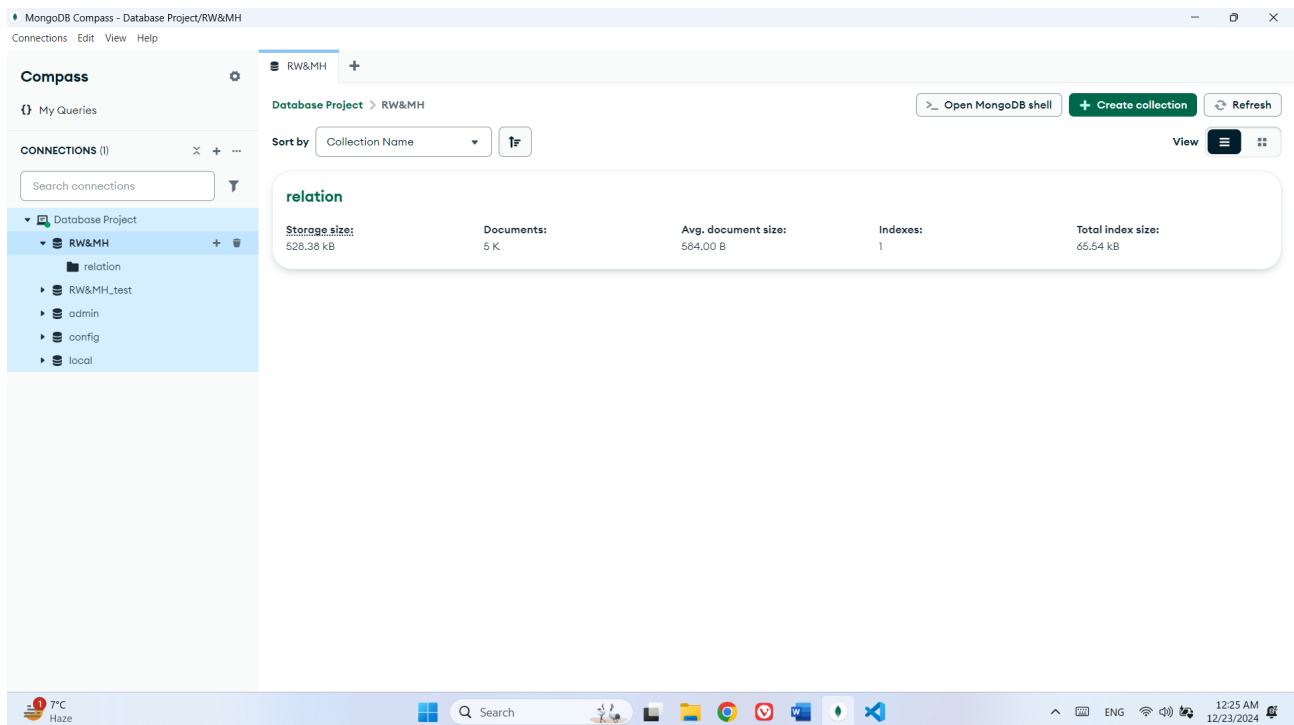 MongoDB Compass - Database Project/RW&MH
Connections Edit View Help
Compass
{} My Queries
CONNECTIONS (1)
Search connections
Database Project
RW&MH
relation
RW&MH_test
admin
config
local
RW&MH
Database Project > RW&MH
>_ Open MongoDB shell
Create collection
Refresh
Sort by Collection Name
View
relation
Storage size: Documents: Avg. document size: Indexes: Total index size:
528.38 kB 5 K 584.00 B 1 65.54 kB
1
7°C
Haze
Search
ENG
12:25 AM
12/23/2024